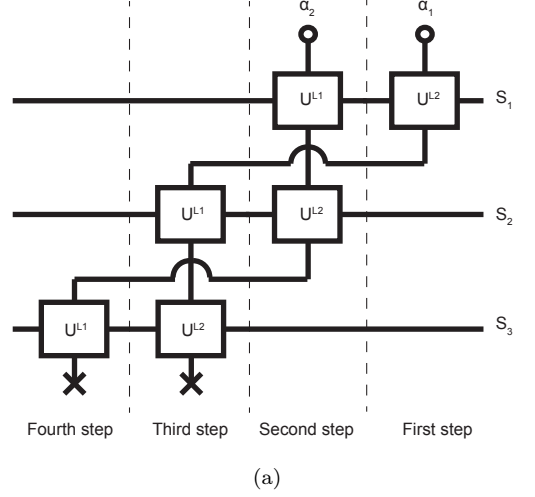 α₂ α₁
Uᴸ¹ Uᴸ² S₁
Uᴸ¹ Uᴸ² S₂
Uᴸ¹ Uᴸ² S₃
Fourth step Third step Second step First step
(a)